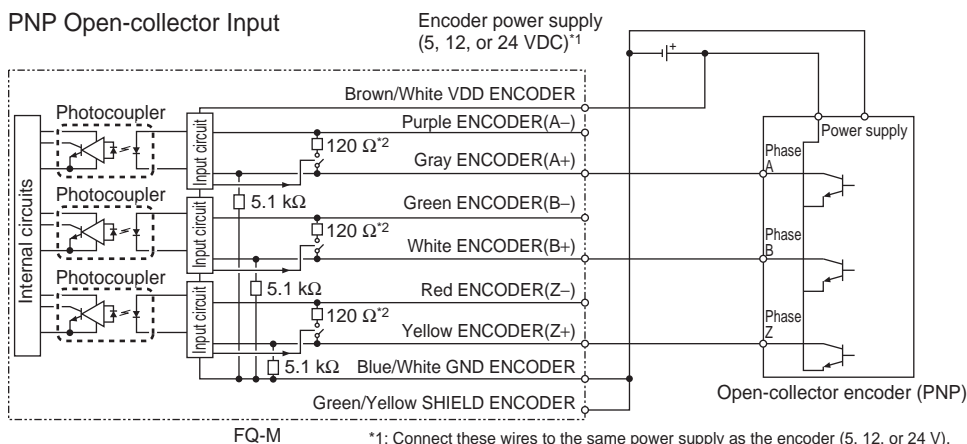 PNP Open-collector Input
Encoder power supply
(5, 12, or 24 VDC)*1
+
Brown/White VDD ENCODER
Photocoupler
Purple ENCODER(A−)
120 Ω*2
Gray ENCODER(A+)
Input circuit
5.1 kΩ
Green ENCODER(B−)
Photocoupler
120 Ω*2
White ENCODER(B+)
Input circuit
5.1 kΩ
Red ENCODER(Z−)
Photocoupler
120 Ω*2
Yellow ENCODER(Z+)
Input circuit
5.1 kΩ
Blue/White GND ENCODER
Green/Yellow SHIELD ENCODER
Internal circuits
Power supply
Phase
A
Phase
B
Phase
Z
Open-collector encoder (PNP)
FQ-M
*1: Connect these wires to the same power supply as the encoder (5, 12, or 24 V).